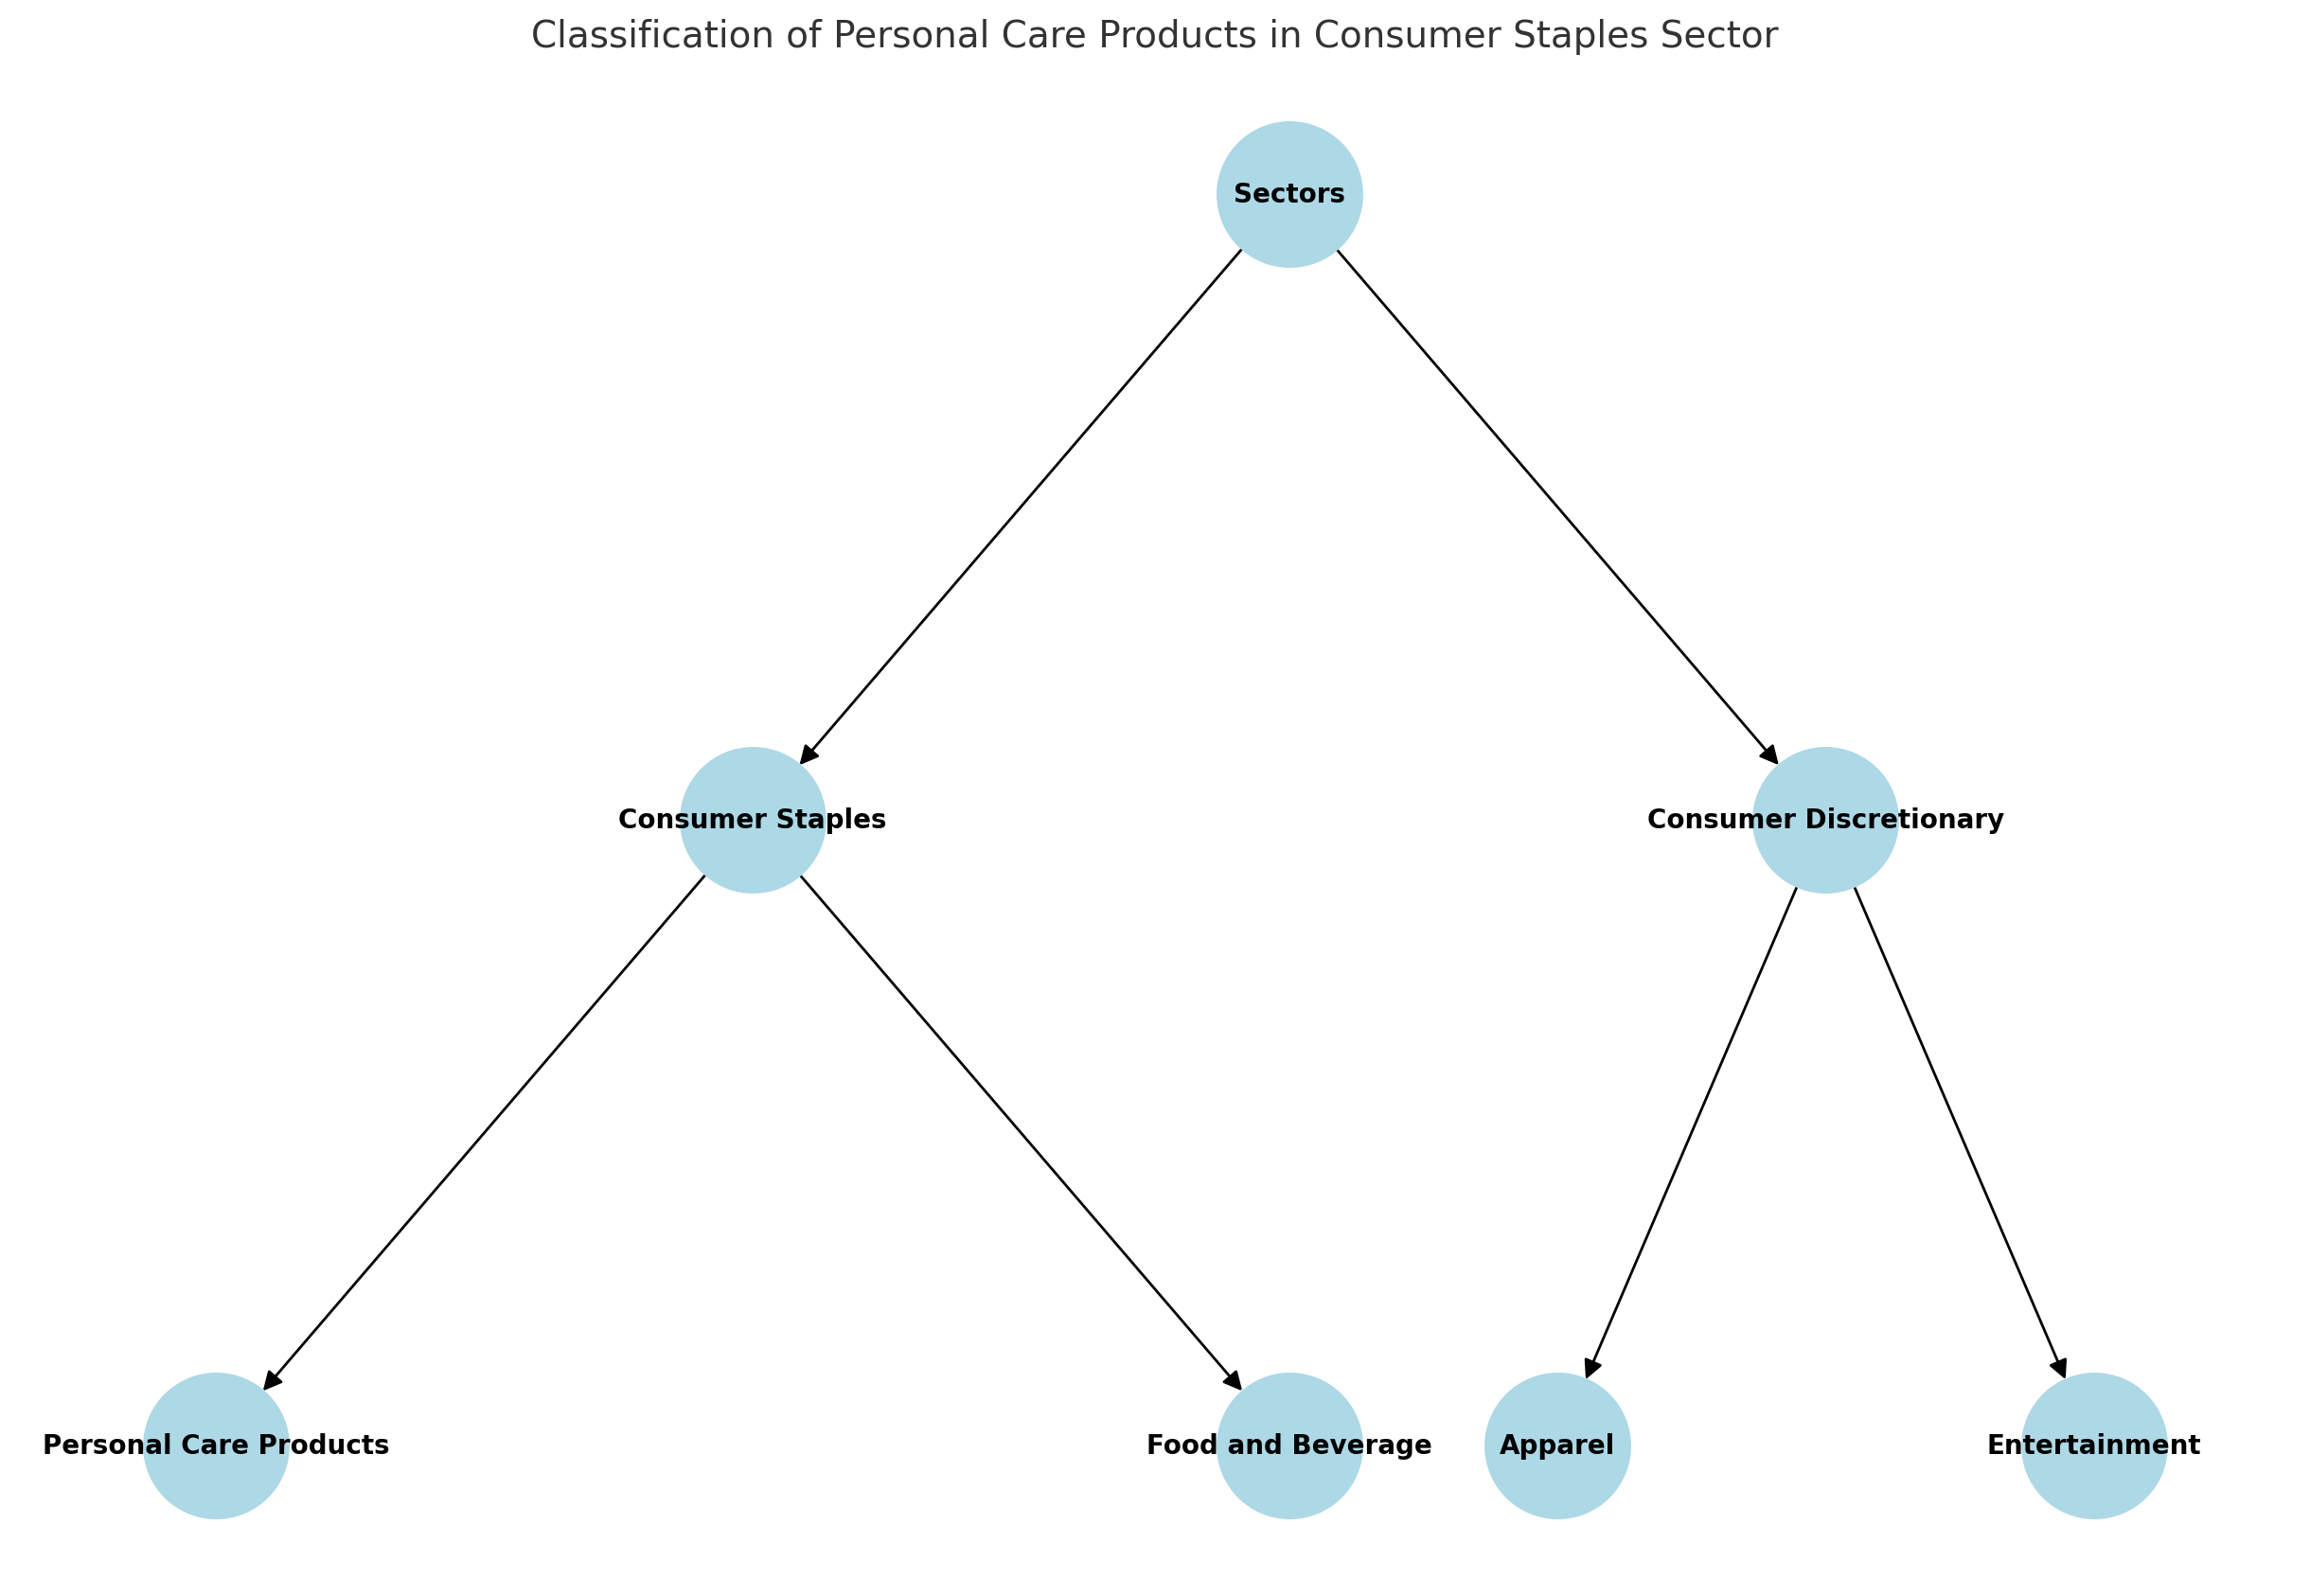 Classification of Personal Care Products in Consumer Staples Sector
Sectors
Consumer Staples
Consumer Discretionary
Personal Care Products
Food and Beverage
Apparel
Entertainment